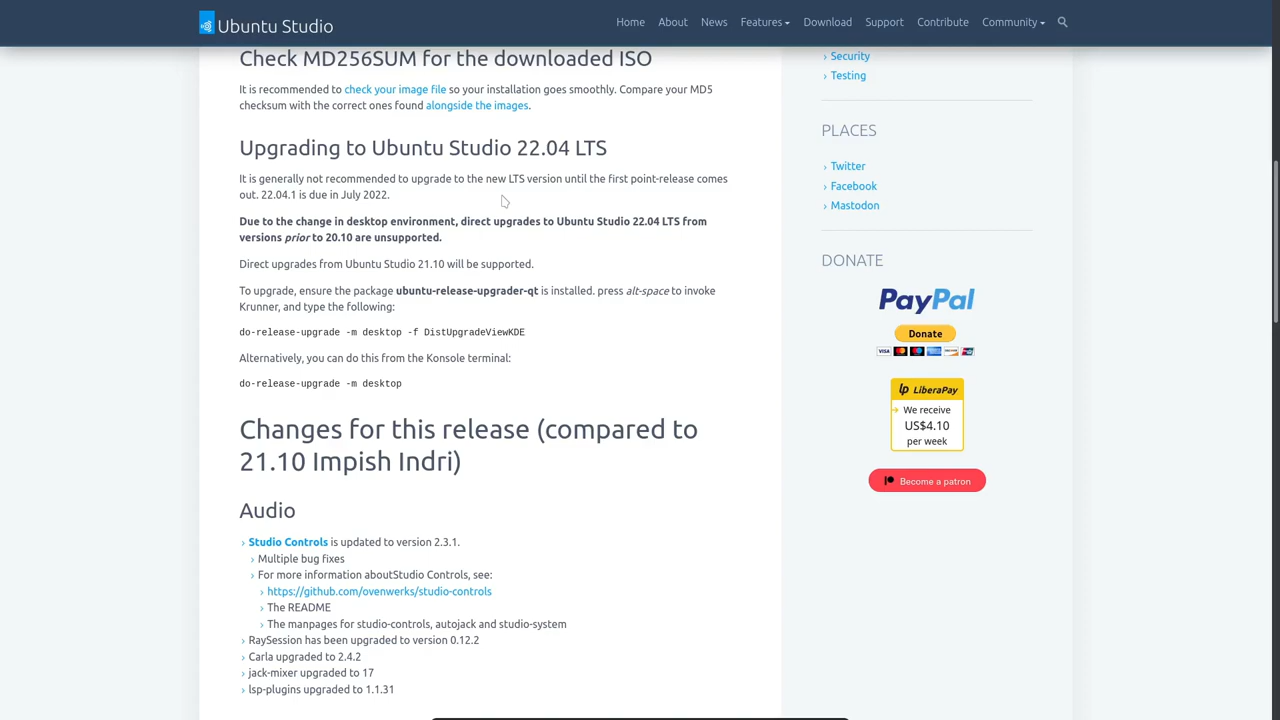 Ubuntu Studio
Home About News Features Download Support Contribute Community
Check MD256SUM for the downloaded ISO
It is recommended to check your image file so your installation goes smoothly. Compare your MD5
checksum with the correct ones found alongside the images.
Upgrading to Ubuntu Studio 22.04 LTS
It is generally not recommended to upgrade to the new LTS version until the first point-release comes
out. 22.04.1 is due in July 2022.
Due to the change in desktop environment, direct upgrades to Ubuntu Studio 22.04 LTS from
versions prior to 20.10 are unsupported.
Direct upgrades from Ubuntu Studio 21.10 will be supported.
To upgrade, ensure the package ubuntu-release-upgrader-qt is installed. press alt-space to invoke
Krunner, and type the following:
do-release-upgrade -m desktop -f DistUpgradeViewKDE
Alternatively, you can do this from the Konsole terminal:
do-release-upgrade -m desktop
Changes for this release (compared to
21.10 Impish Indri)
Audio
› Studio Controls is updated to version 2.3.1.
› Multiple bug fixes
› For more information aboutStudio Controls, see:
› https://github.com/ovenwerks/studio-controls
› The README
› The manpages for studio-controls, autojack and studio-system
› RaySession has been upgraded to version 0.12.2
› Carla upgraded to 2.4.2
› jack-mixer upgraded to 17
› lsp-plugins upgraded to 1.1.31
› Security
› Testing
PLACES
› Twitter
› Facebook
› Mastodon
DONATE
PayPal
Donate
VISA
lp LiberaPay
We receive
US$4.10
per week
Become a patron